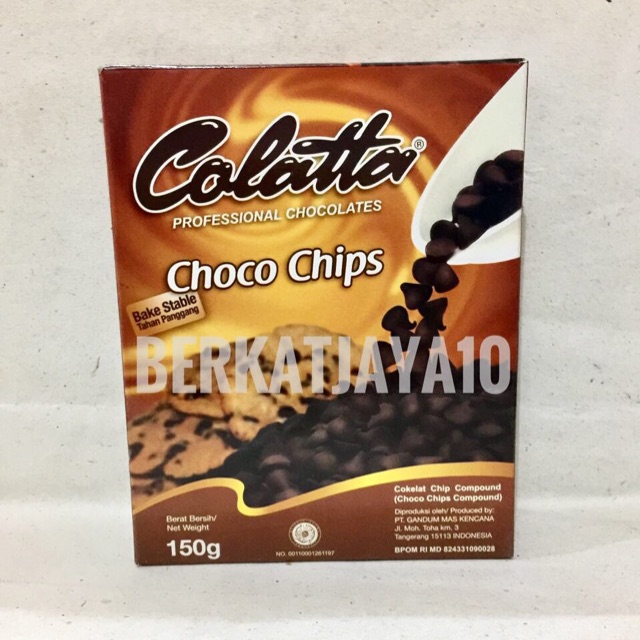 Colatta®
PROFESSIONAL CHOCOLATES
Choco Chips
Bake Stable
Tahan Panggang
BERKATJAYA10
Cokelat Chip Compound
(Choco Chips Compound)
Diproduksi oleh/ Produced by:
PT. GANDUM MAS KENCANA
Jl. Moh. Toha km. 3
Tangerang 15113 INDONESIA
BPOM RI MD 824331090028
Berat Bersih/
Net Weight
150g
NO. 00110001261197